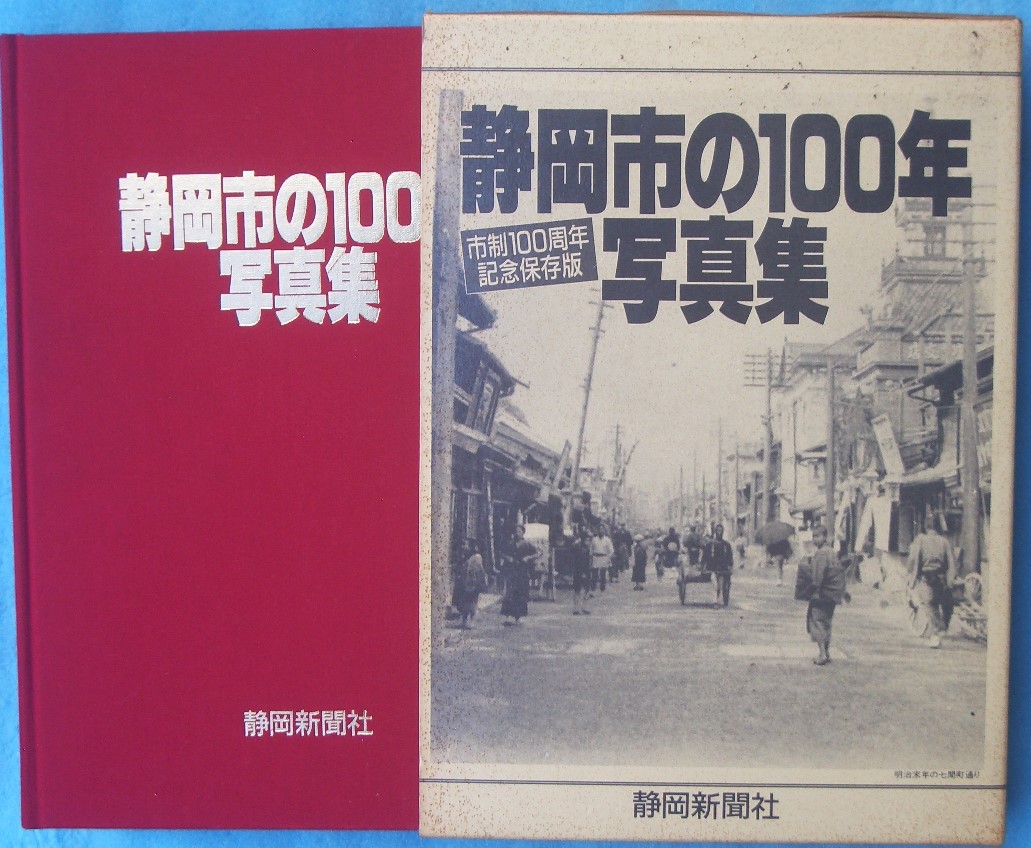 静岡市の100
写真集
静岡新聞社
静岡市の100年
写真集
市制100周年
記念保存版
明治末年の七間町通り
静岡新聞社